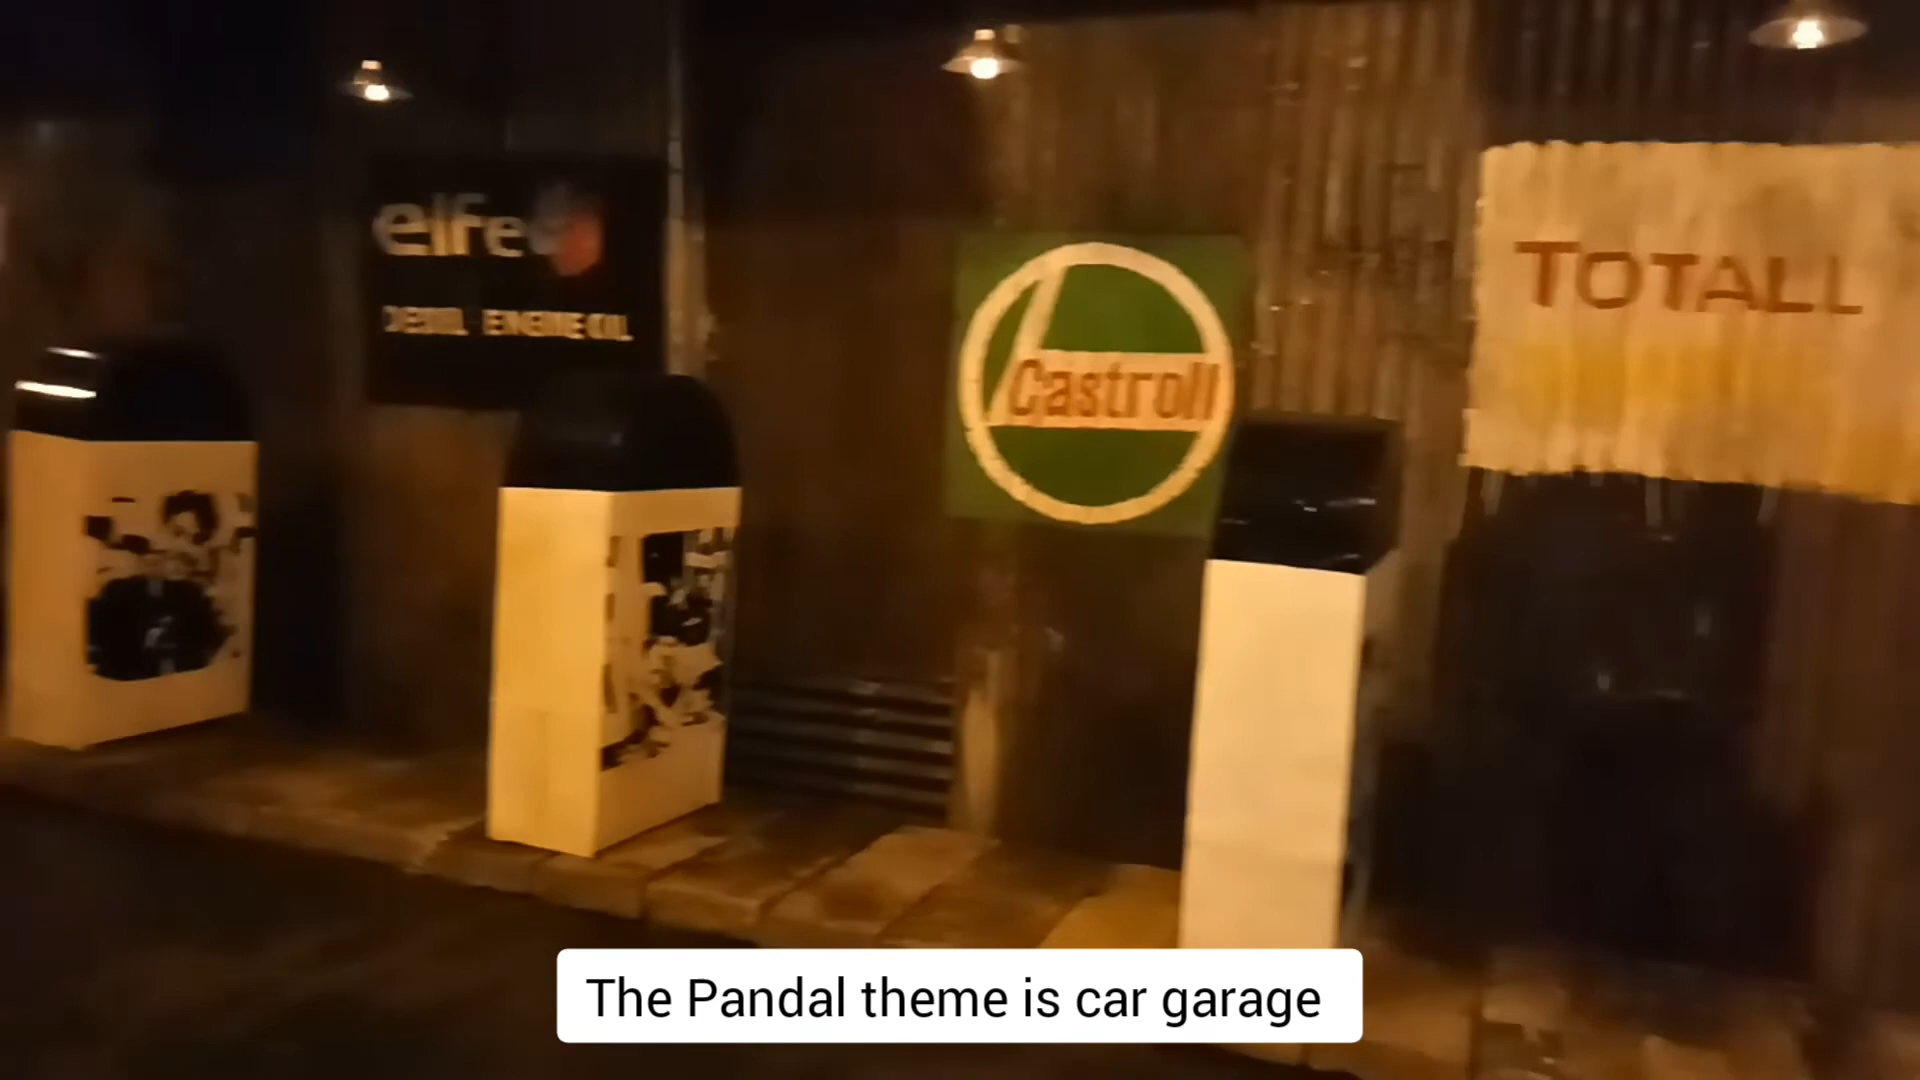 elfe
ENGINE OIL
Castroll
TOTALL
The Pandal theme is car garage